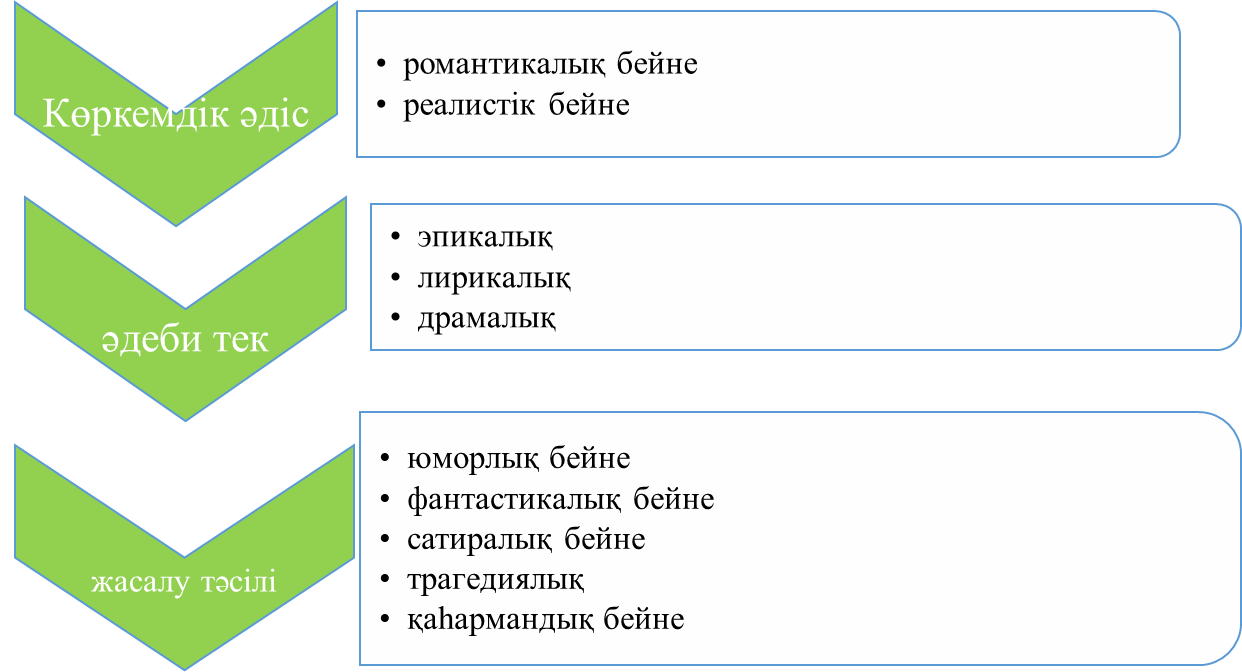 Көркемдік әдіс
• романтикалық бейне
• реалистік бейне
әдеби тек
• эпикалық
• лирикалық
• драмалық
жасалу тәсілі
• юморлық бейне
• фантастикалық бейне
• сатиралық бейне
• трагедиялық
• қаһармандық бейне